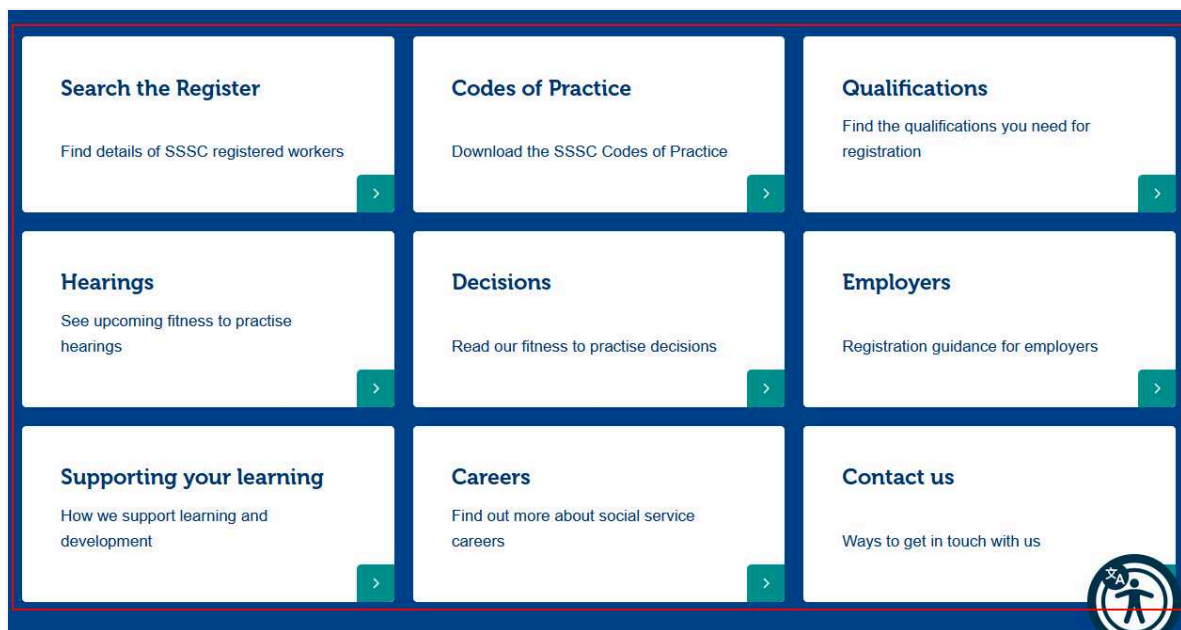 Search the Register
Find details of SSSC registered workers
Codes of Practice
Download the SSSC Codes of Practice
Qualifications
Find the qualifications you need for
registration
Hearings
See upcoming fitness to practise
hearings
Decisions
Read our fitness to practise decisions
Employers
Registration guidance for employers
Supporting your learning
How we support learning and
development
Careers
Find out more about social service
careers
Contact us
Ways to get in touch with us
文A